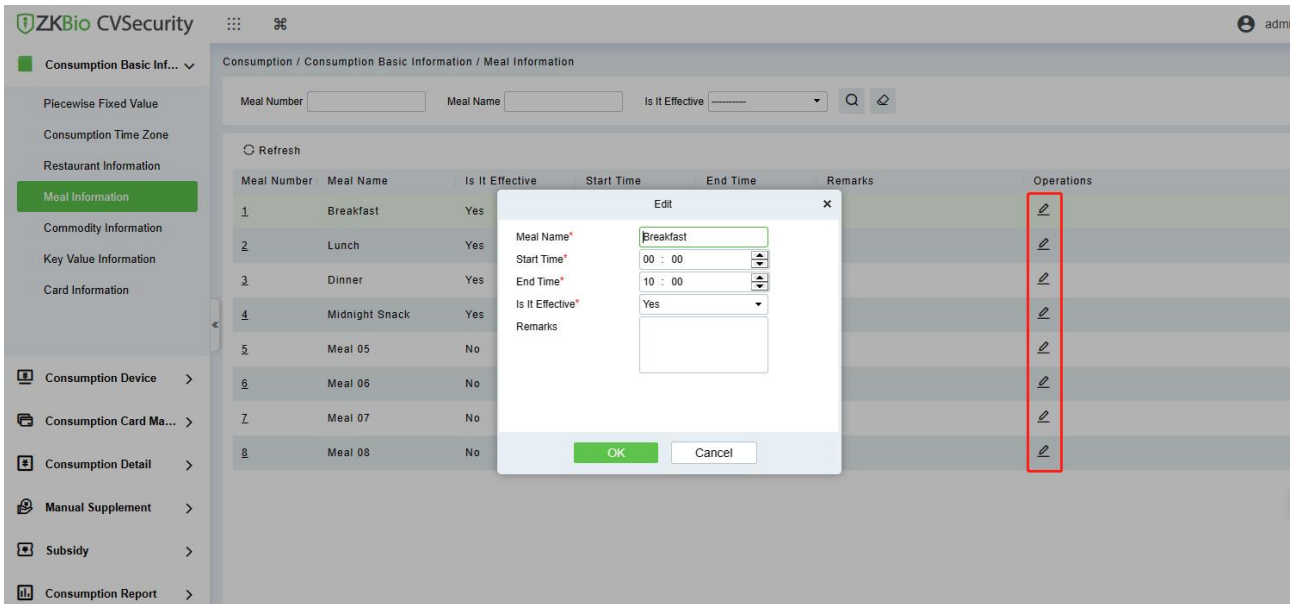 ZKBio CVSecurity
admi
Consumption Basic Inf...
Piecewise Fixed Value
Consumption Time Zone
Restaurant Information
Meal Information
Commodity Information
Key Value Information
Card Information
Consumption Device
Consumption Card Ma...
Consumption Detail
Manual Supplement
Subsidy
Consumption Report
Consumption / Consumption Basic Information / Meal Information
Meal Number Meal Name Is It Effective ----------
Refresh
Meal Number Meal Name Is It Effective Start Time End Time Remarks Operations
1 Breakfast Yes
2 Lunch Yes
3 Dinner Yes
4 Midnight Snack Yes
5 Meal 05 No
6 Meal 06 No
7 Meal 07 No
8 Meal 08 No
Edit ×
Meal Name* Breakfast
Start Time* 00 : 00
End Time* 10 : 00
Is It Effective* Yes
Remarks
OK Cancel